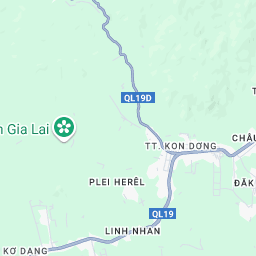 QL19D
n Gia Lai
CHÂU
TT. KON DƠNG
PLEI HERÊL
ĐĂK
QL19
LINH NHAN
KƠ DANG